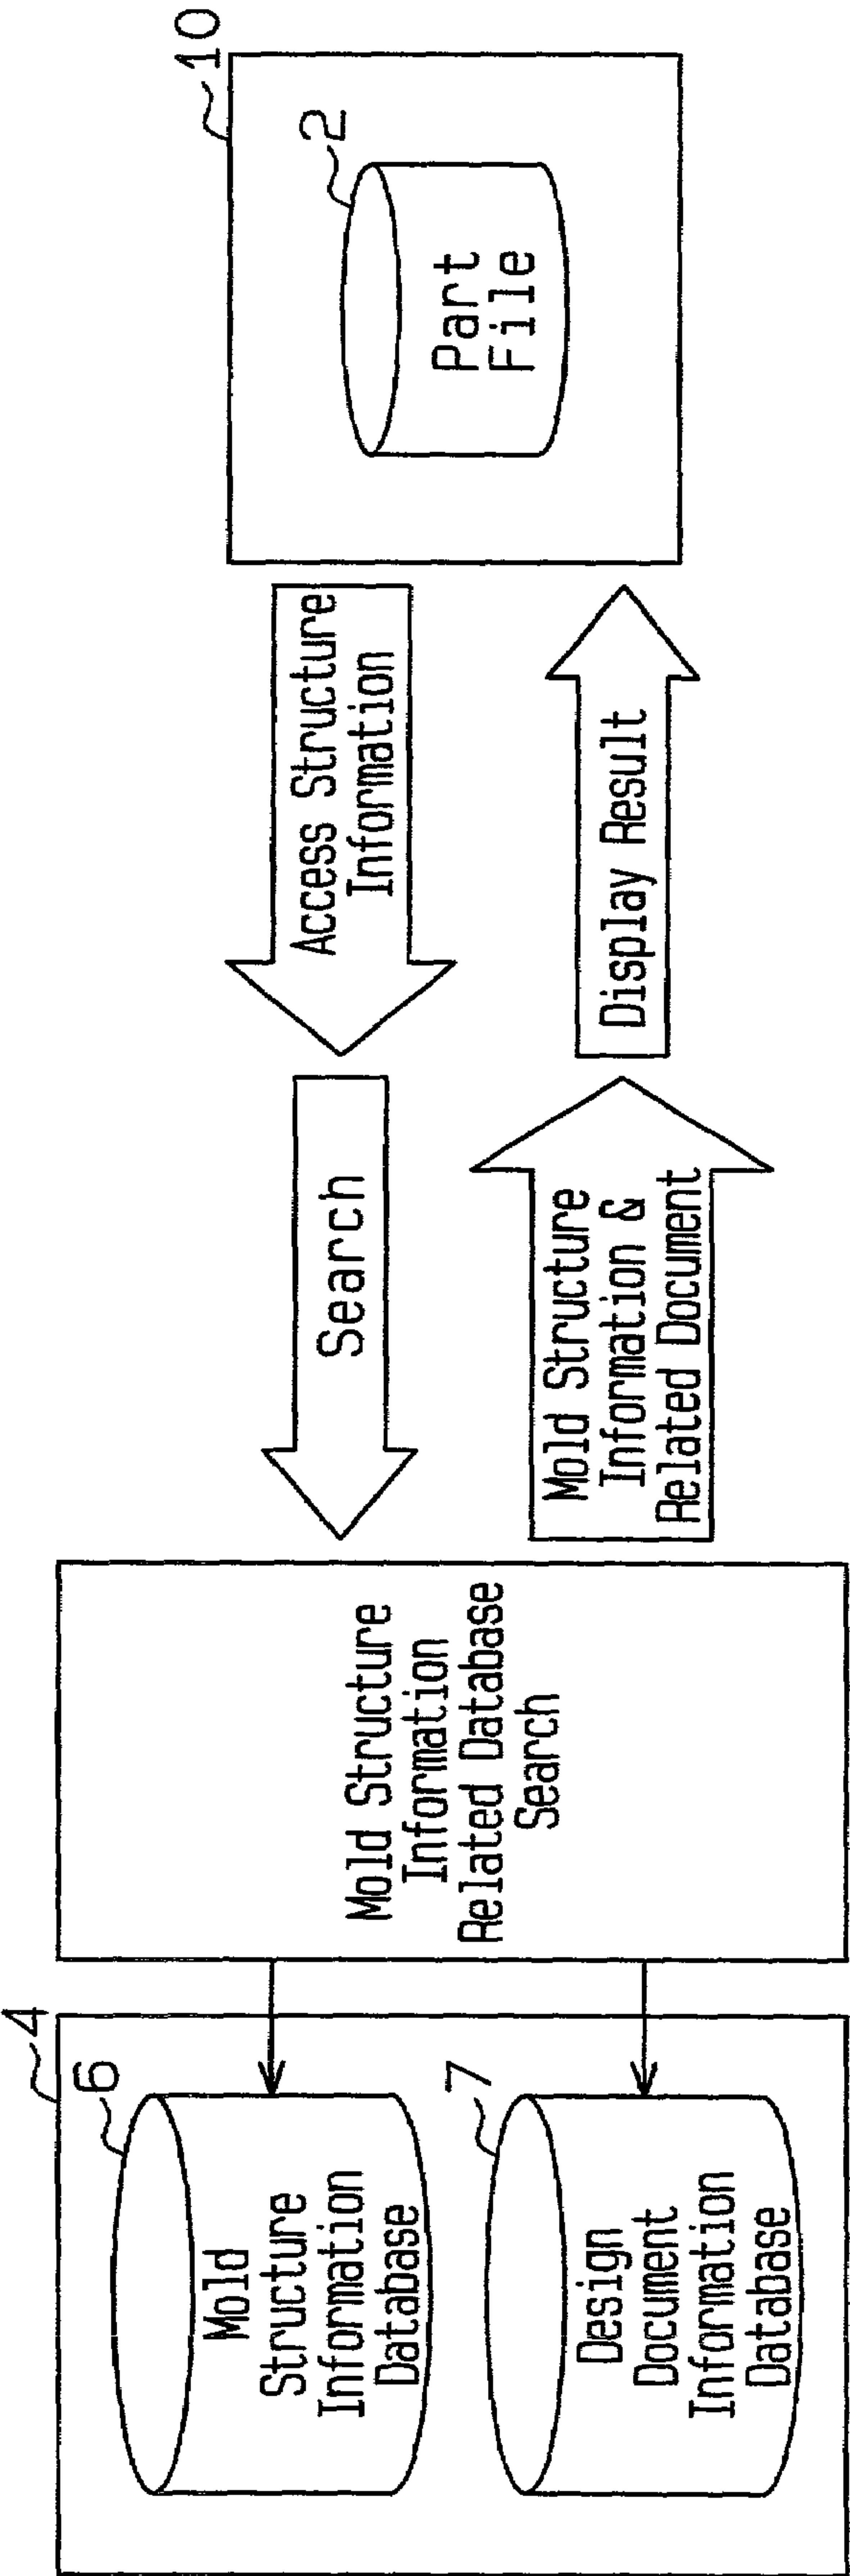 4
6
Mold
Structure
Information
Database
7
Design
Document
Information
Database
Mold Structure
Information
Related Database
Search
Search
Access Structure
Information
Mold Structure
Information &
Related Document
Display Result
10
2
Part
File